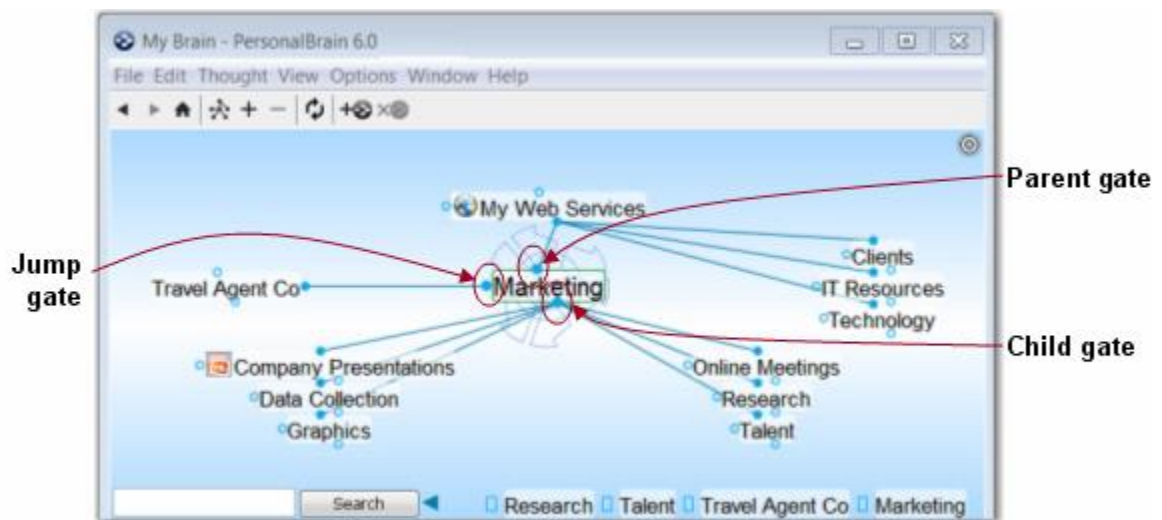 My Brain - PersonalBrain 6.0
File Edit Thought View Options Window Help
Parent gate
My Web Services
Jump
gate
Clients
Travel Agent Co
Marketing
IT Resources
Technology
Child gate
Company Presentations
Online Meetings
Data Collection
Research
Graphics
Talent
Search
Research Talent Travel Agent Co Marketing